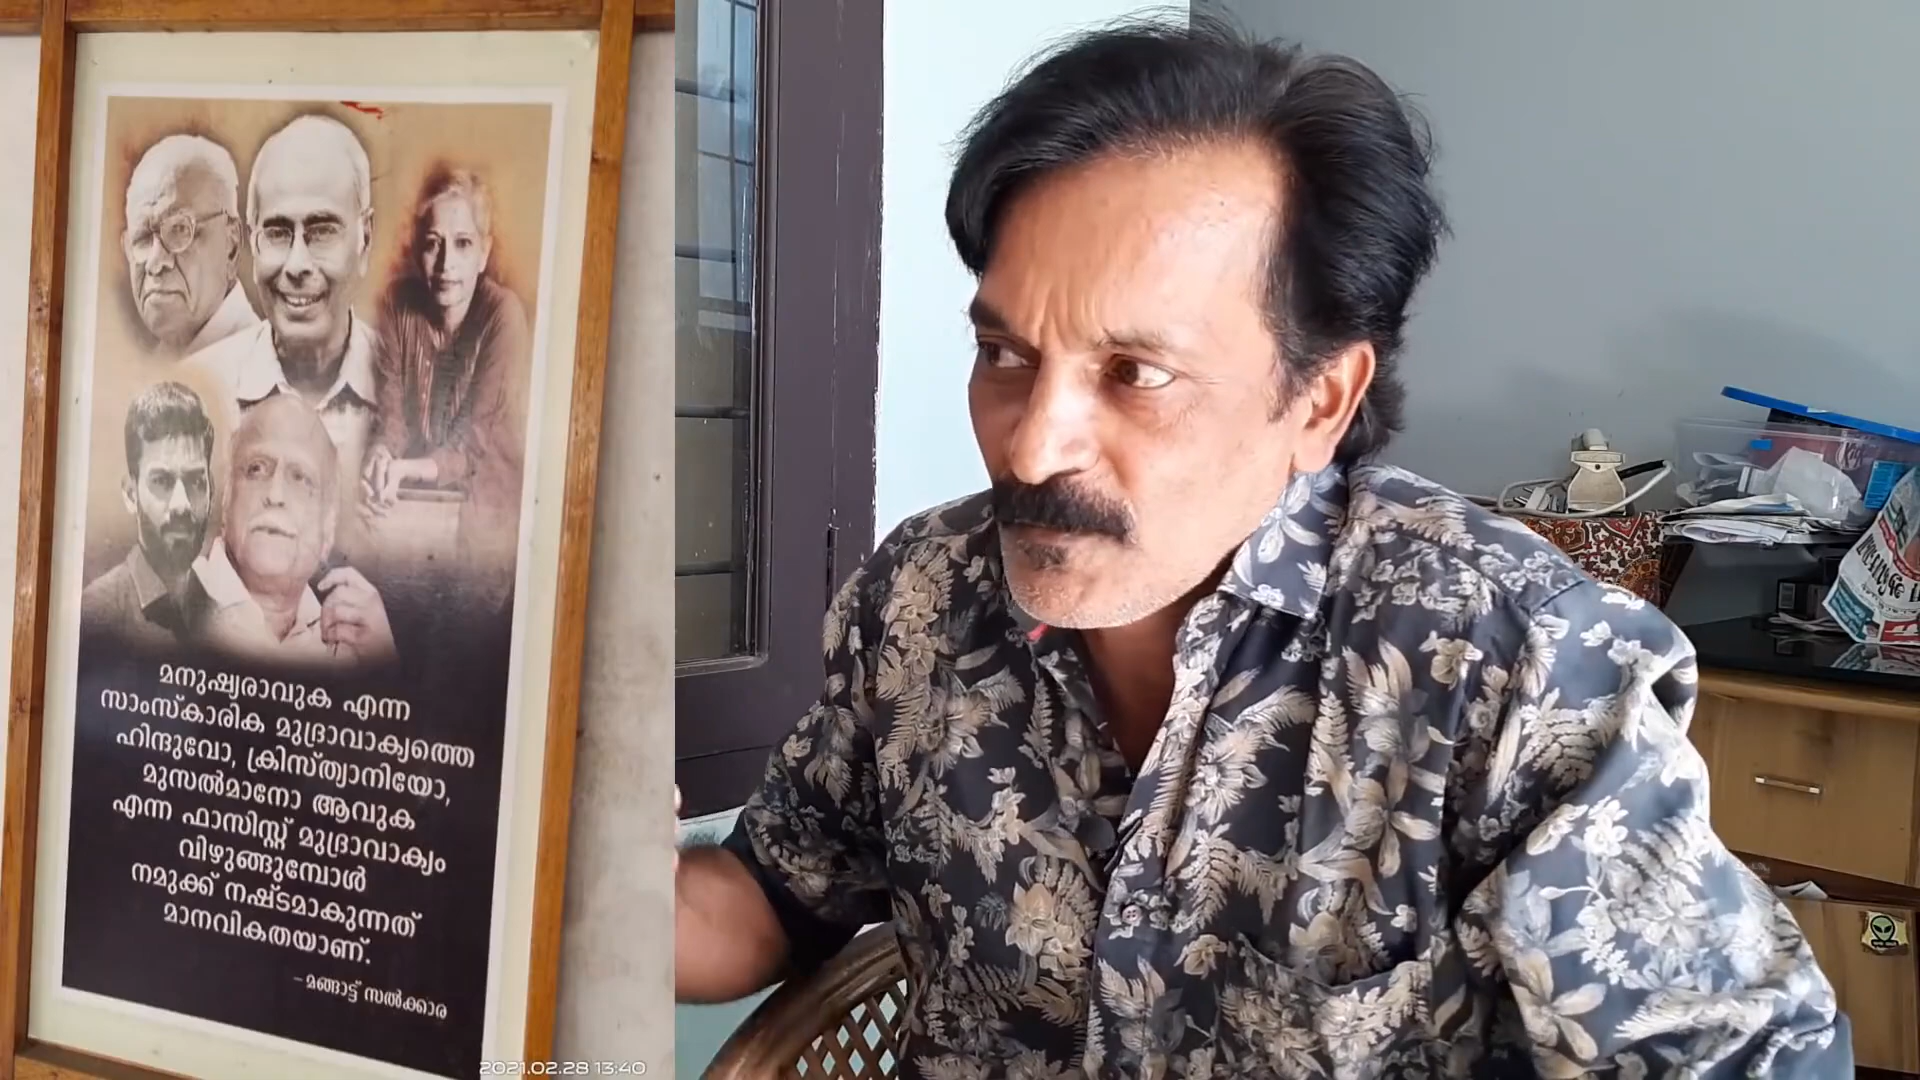 മനുഷ്യരാവുക എന്ന
സാംസ്കാരിക മുദ്രാവാക്യത്തെ
ഹിന്ദുവോ, ക്രിസ്ത്യാനിയോ,
മുസൽമാനോ ആവുക
എന്ന ഫാസിസ്റ്റ് മുദ്രാവാക്യം
വിഴുങ്ങുമ്പോൾ
നമുക്ക് നഷ്ടമാകുന്നത്
മാനവികതയാണ്.
– മങ്ങാട്ട് സൽക്കാര
2021.02.28 13:40